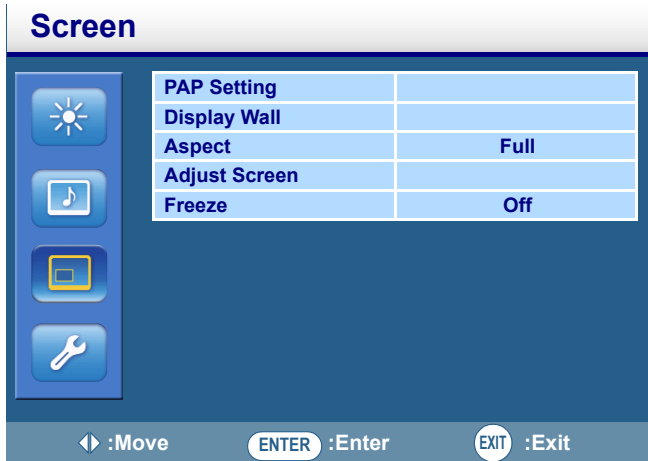 Screen
PAP Setting
Display Wall
Aspect Full
Adjust Screen
Freeze Off
:Move ENTER :Enter EXIT :Exit